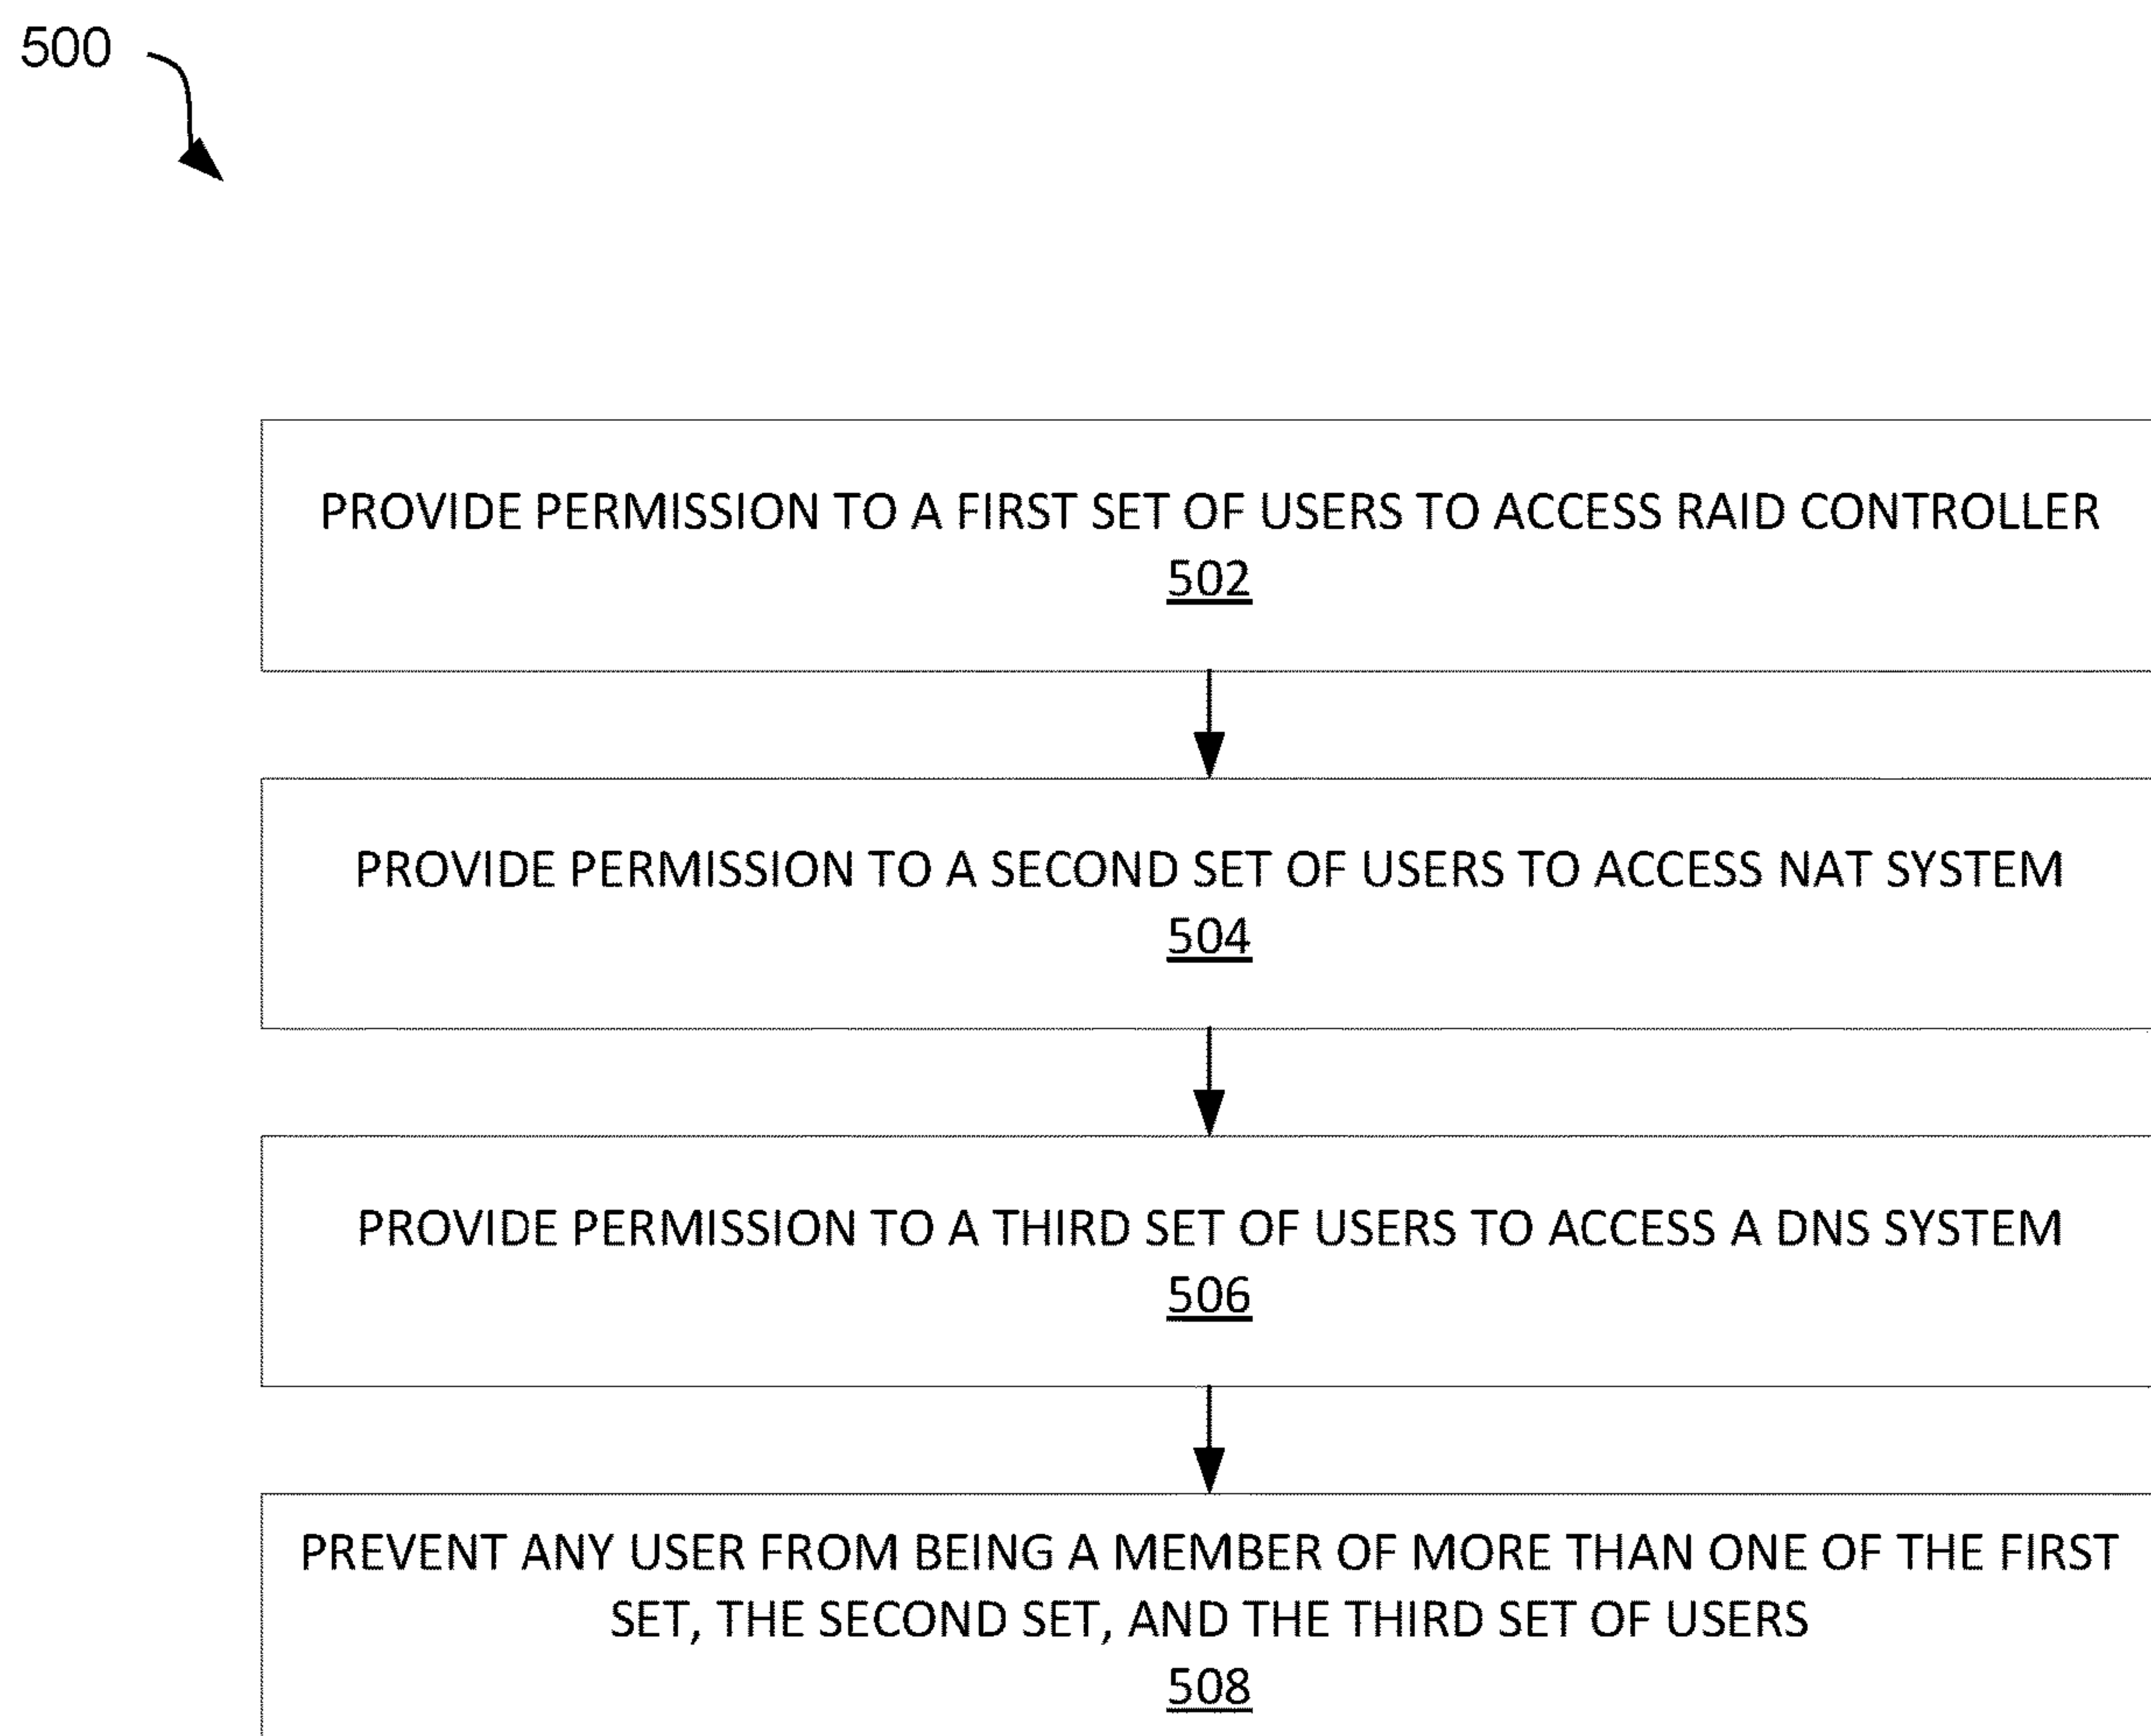 500
PROVIDE PERMISSION TO A FIRST SET OF USERS TO ACCESS RAID CONTROLLER
502
PROVIDE PERMISSION TO A SECOND SET OF USERS TO ACCESS NAT SYSTEM
504
PROVIDE PERMISSION TO A THIRD SET OF USERS TO ACCESS A DNS SYSTEM
506
PREVENT ANY USER FROM BEING A MEMBER OF MORE THAN ONE OF THE FIRST
SET, THE SECOND SET, AND THE THIRD SET OF USERS
508